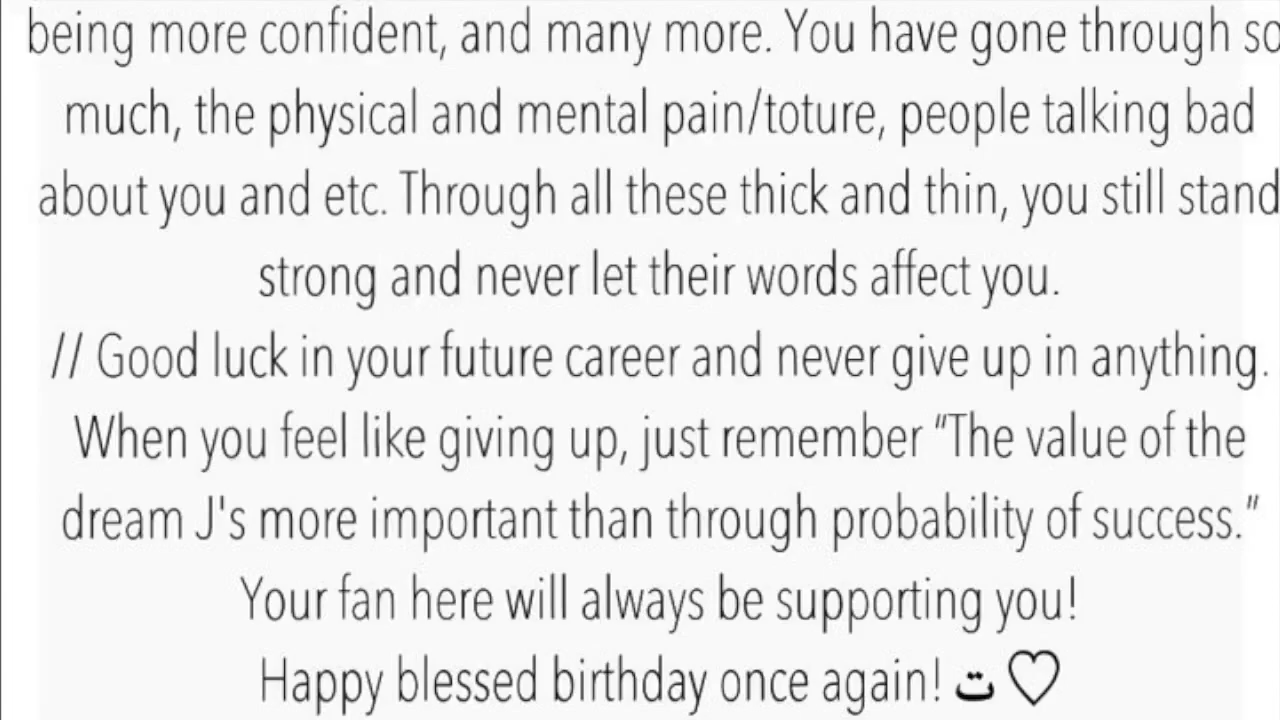 being more confident, and many more. You have gone through so
much, the physical and mental pain/toture, people talking bad
about you and etc. Through all these thick and thin, you still stand
strong and never let their words affect you.
// Good luck in your future career and never give up in anything.
When you feel like giving up, just remember "The value of the
dream J's more important than through probability of success."
Your fan here will always be supporting you!
Happy blessed birthday once again! ت♡